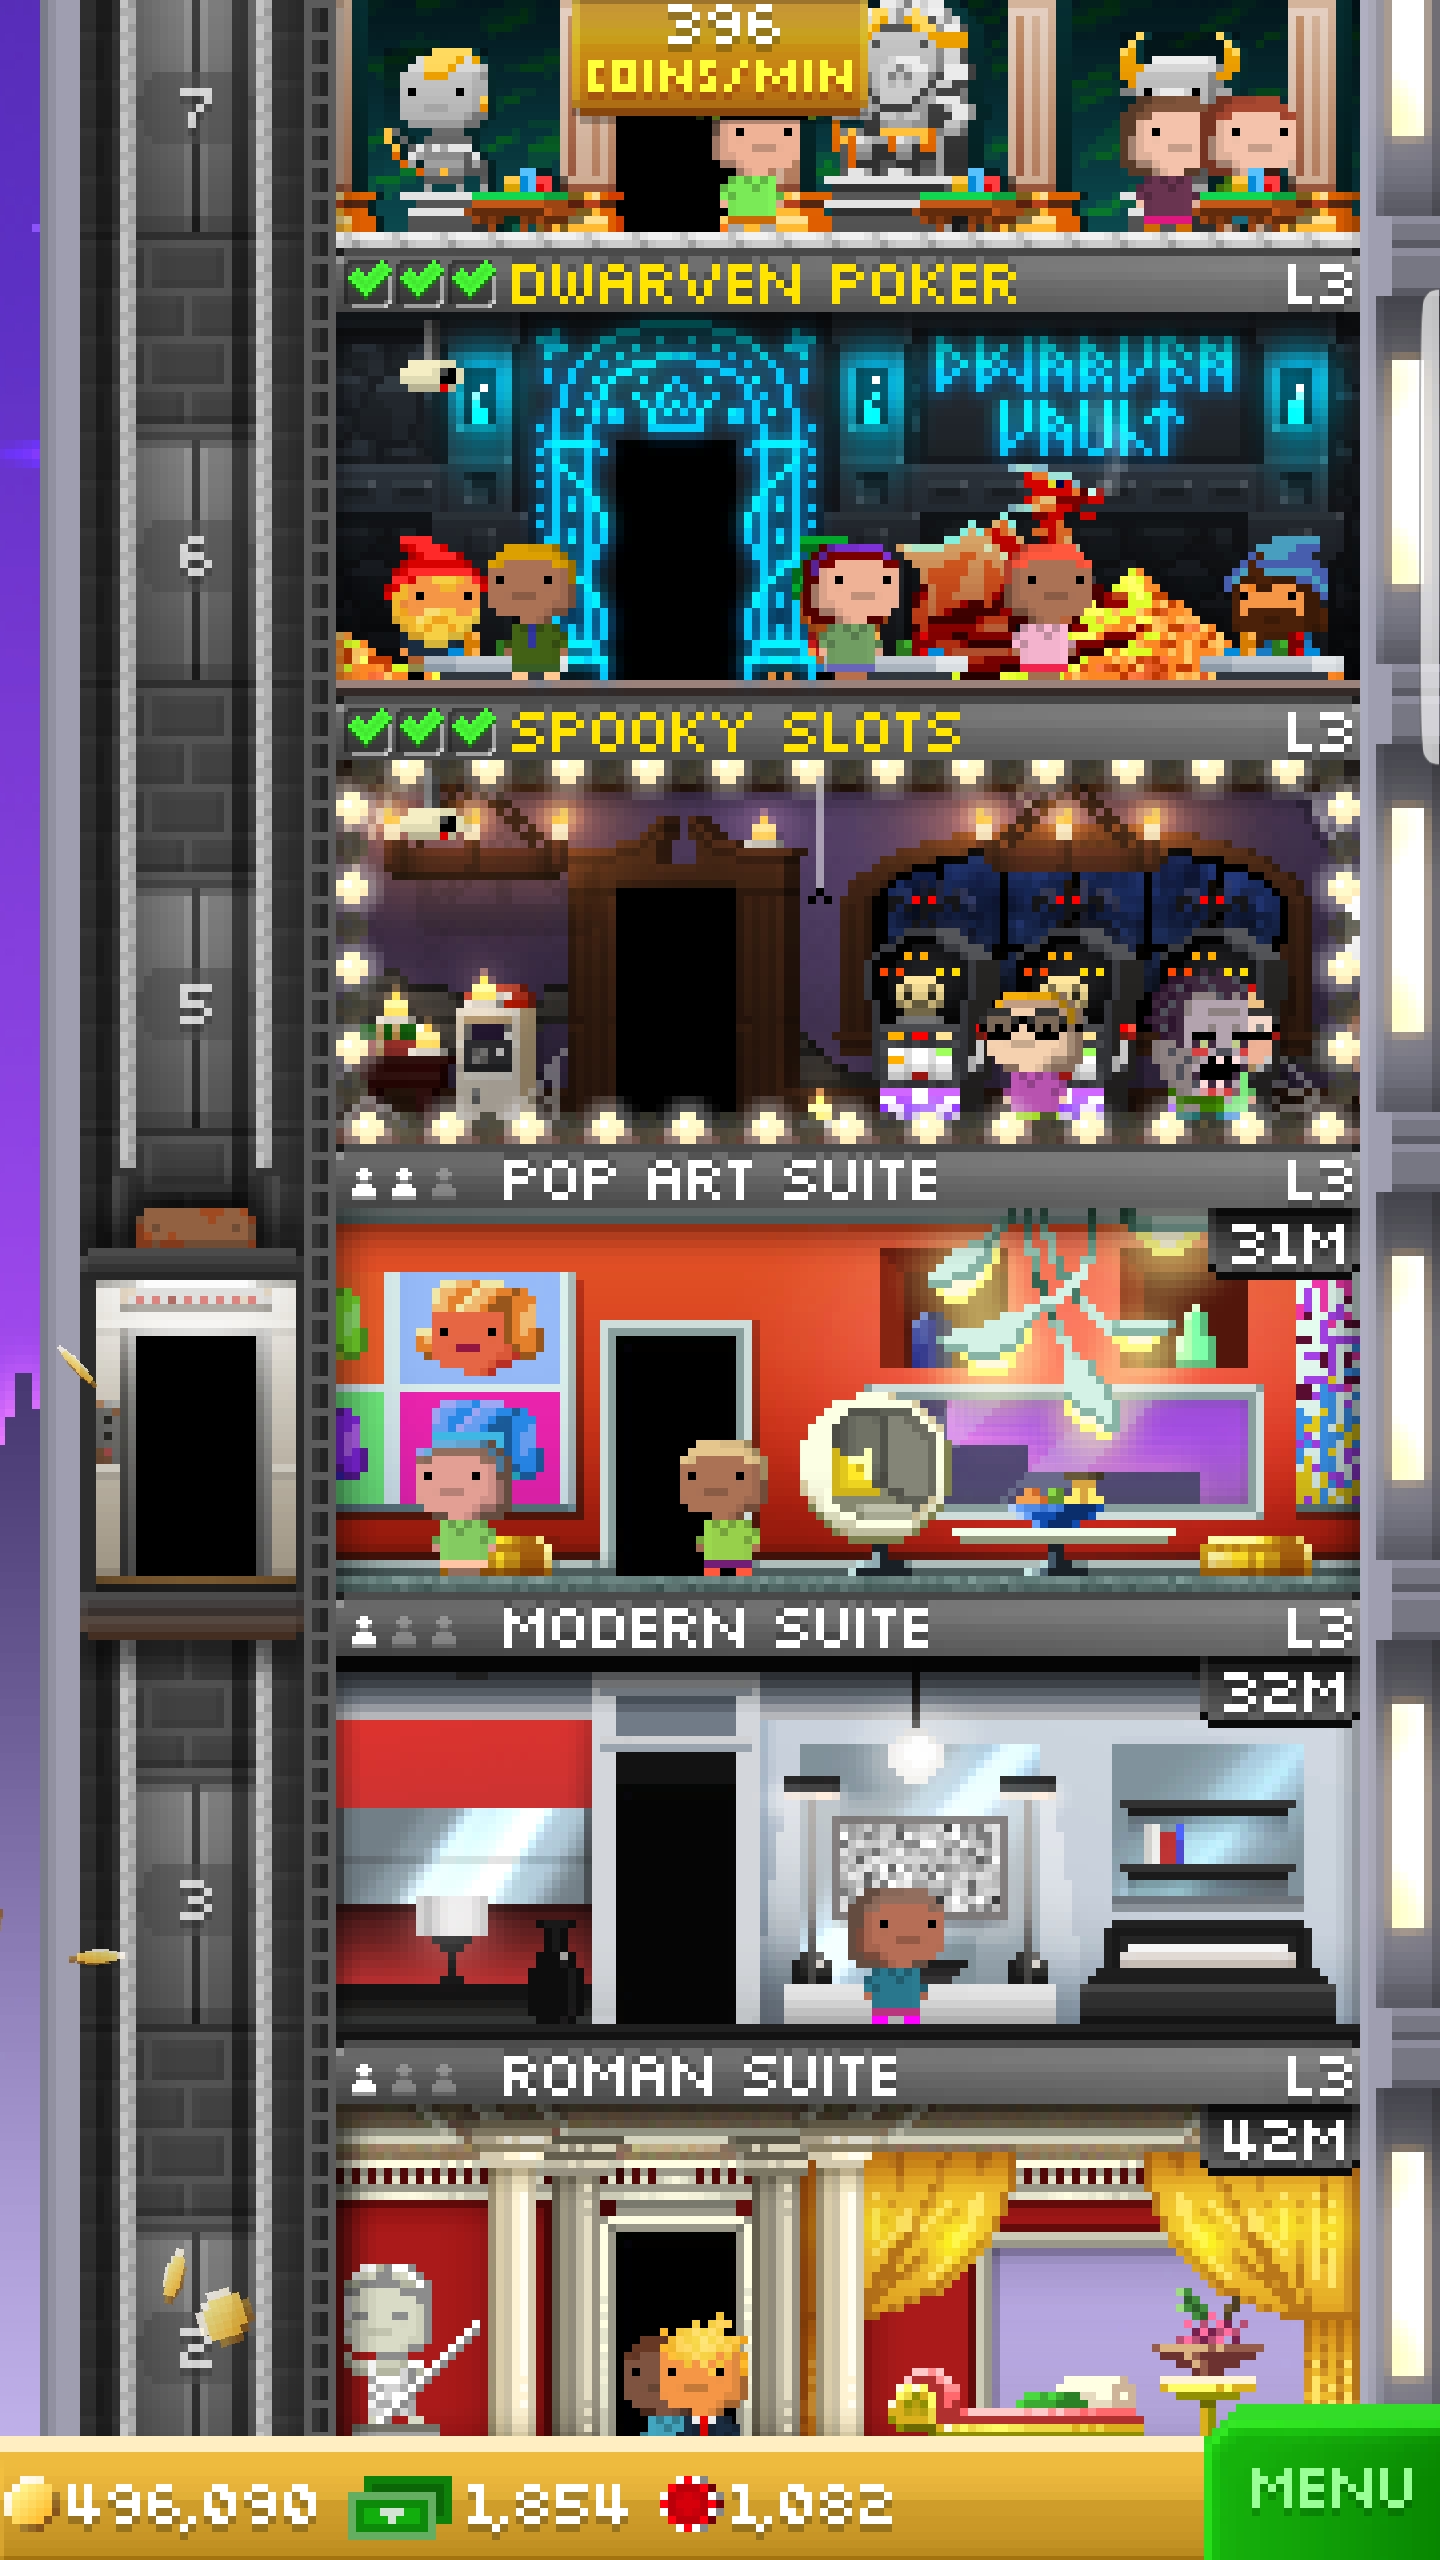 396
COINS/MIN
7
DWARVEN POKER L3
DWARVEN
VAULT
6
SPOOKY SLOTS L3
5
POP ART SUITE L3
31M
MODERN SUITE L3
32M
3
ROMAN SUITE L3
42M
2
496,090 1,854 1,082 MENU